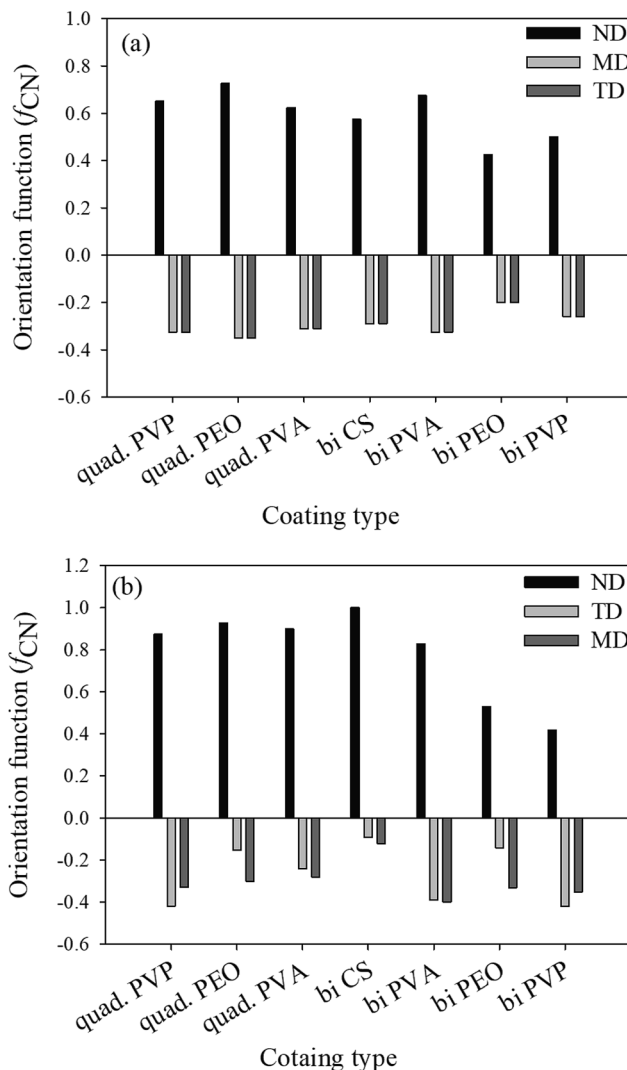 (a)
ND
MD
TD
Orientation function (fCN)
1.0
0.8
0.6
0.4
0.2
0.0
-0.2
-0.4
-0.6
quad. PVP
quad. PEO
quad. PVA
bi CS
bi PVA
bi PEO
bi PVP
Coating type
(b)
ND
TD
MD
Orientation function (fCN)
1.2
1.0
0.8
0.6
0.4
0.2
0.0
-0.2
-0.4
-0.6
quad. PVP
quad. PEO
quad. PVA
bi CS
bi PVA
bi PEO
bi PVP
Cotaing type